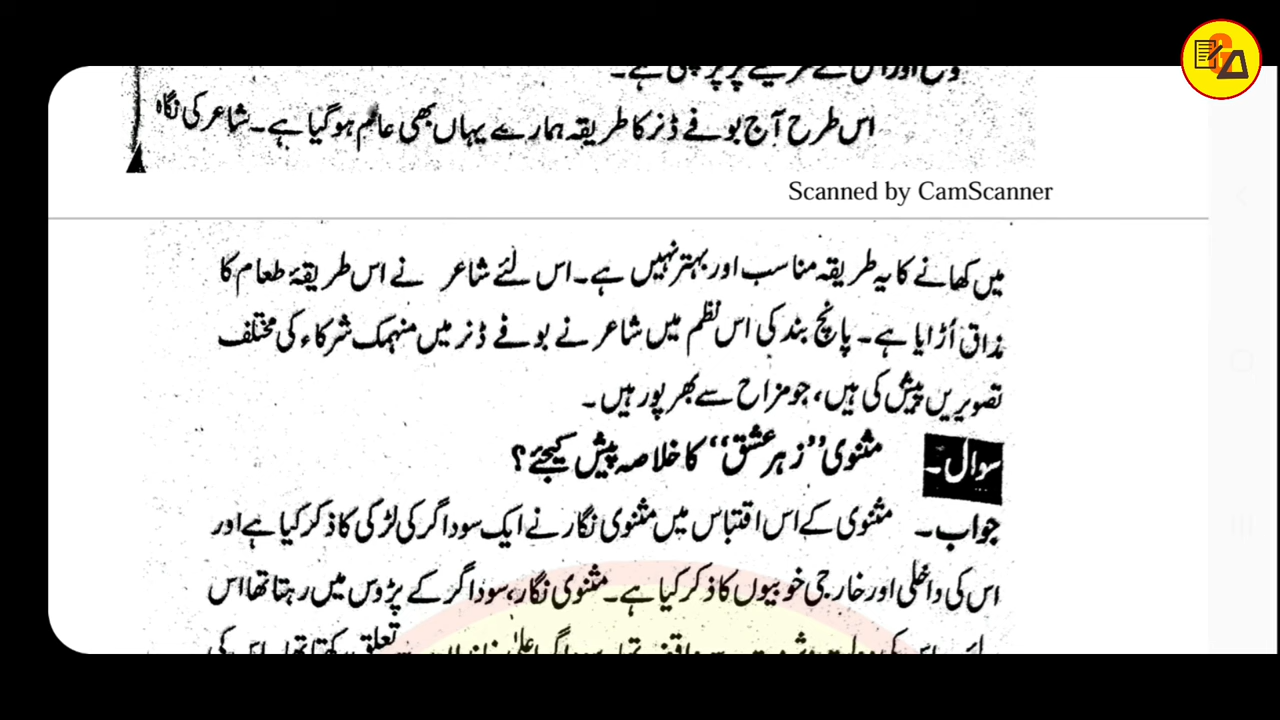 اس طرح آج بوفے ڈنر کا طریقہ ہمارے یہاں بھی عام ہو گیا ہے۔ شاعر کی نگاہ
Scanned by CamScanner
میں کھانے کا یہ طریقہ مناسب اور بہتر نہیں ہے۔ اس لئے شاعر نے اس طریقۂ طعام کا
مذاق اُڑایا ہے۔ پانچ بند کی اس نظم میں شاعر نے بوفے ڈنر میں منہمک شرکاء کی مختلف
تصویریں پیش کی ہیں، جو مزاح سے بھر پور ہیں۔
سوال۔ مثنوی ”زہر عشق“ کا خلاصہ پیش کیجئے؟
جواب۔ مثنوی کے اس اقتباس میں مثنوی نگار نے ایک سوداگر کی لڑکی کا ذکر کیا ہے اور
اس کی داخلی اور خارجی خوبیوں کا ذکر کیا ہے۔ مثنوی نگار، سوداگر کے پڑوس میں رہتا تھا اس